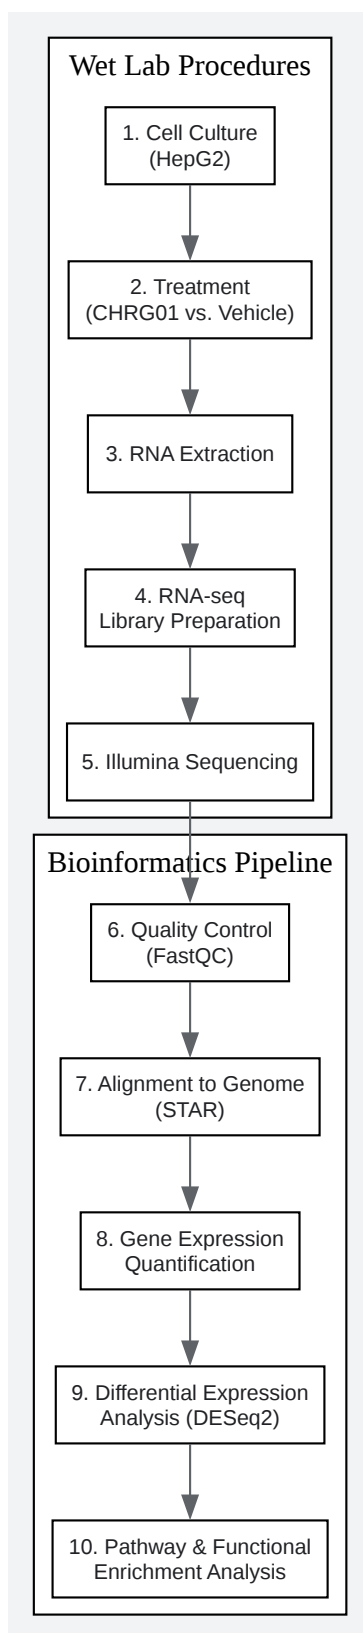 Wet Lab Procedures
1. Cell Culture
(HepG2)
2. Treatment
(CHRG01 vs. Vehicle)
3. RNA Extraction
4. RNA-seq
Library Preparation
5. Illumina Sequencing
Bioinformatics Pipeline
6. Quality Control
(FastQC)
7. Alignment to Genome
(STAR)
8. Gene Expression
Quantification
9. Differential Expression
Analysis (DESeq2)
10. Pathway & Functional
Enrichment Analysis